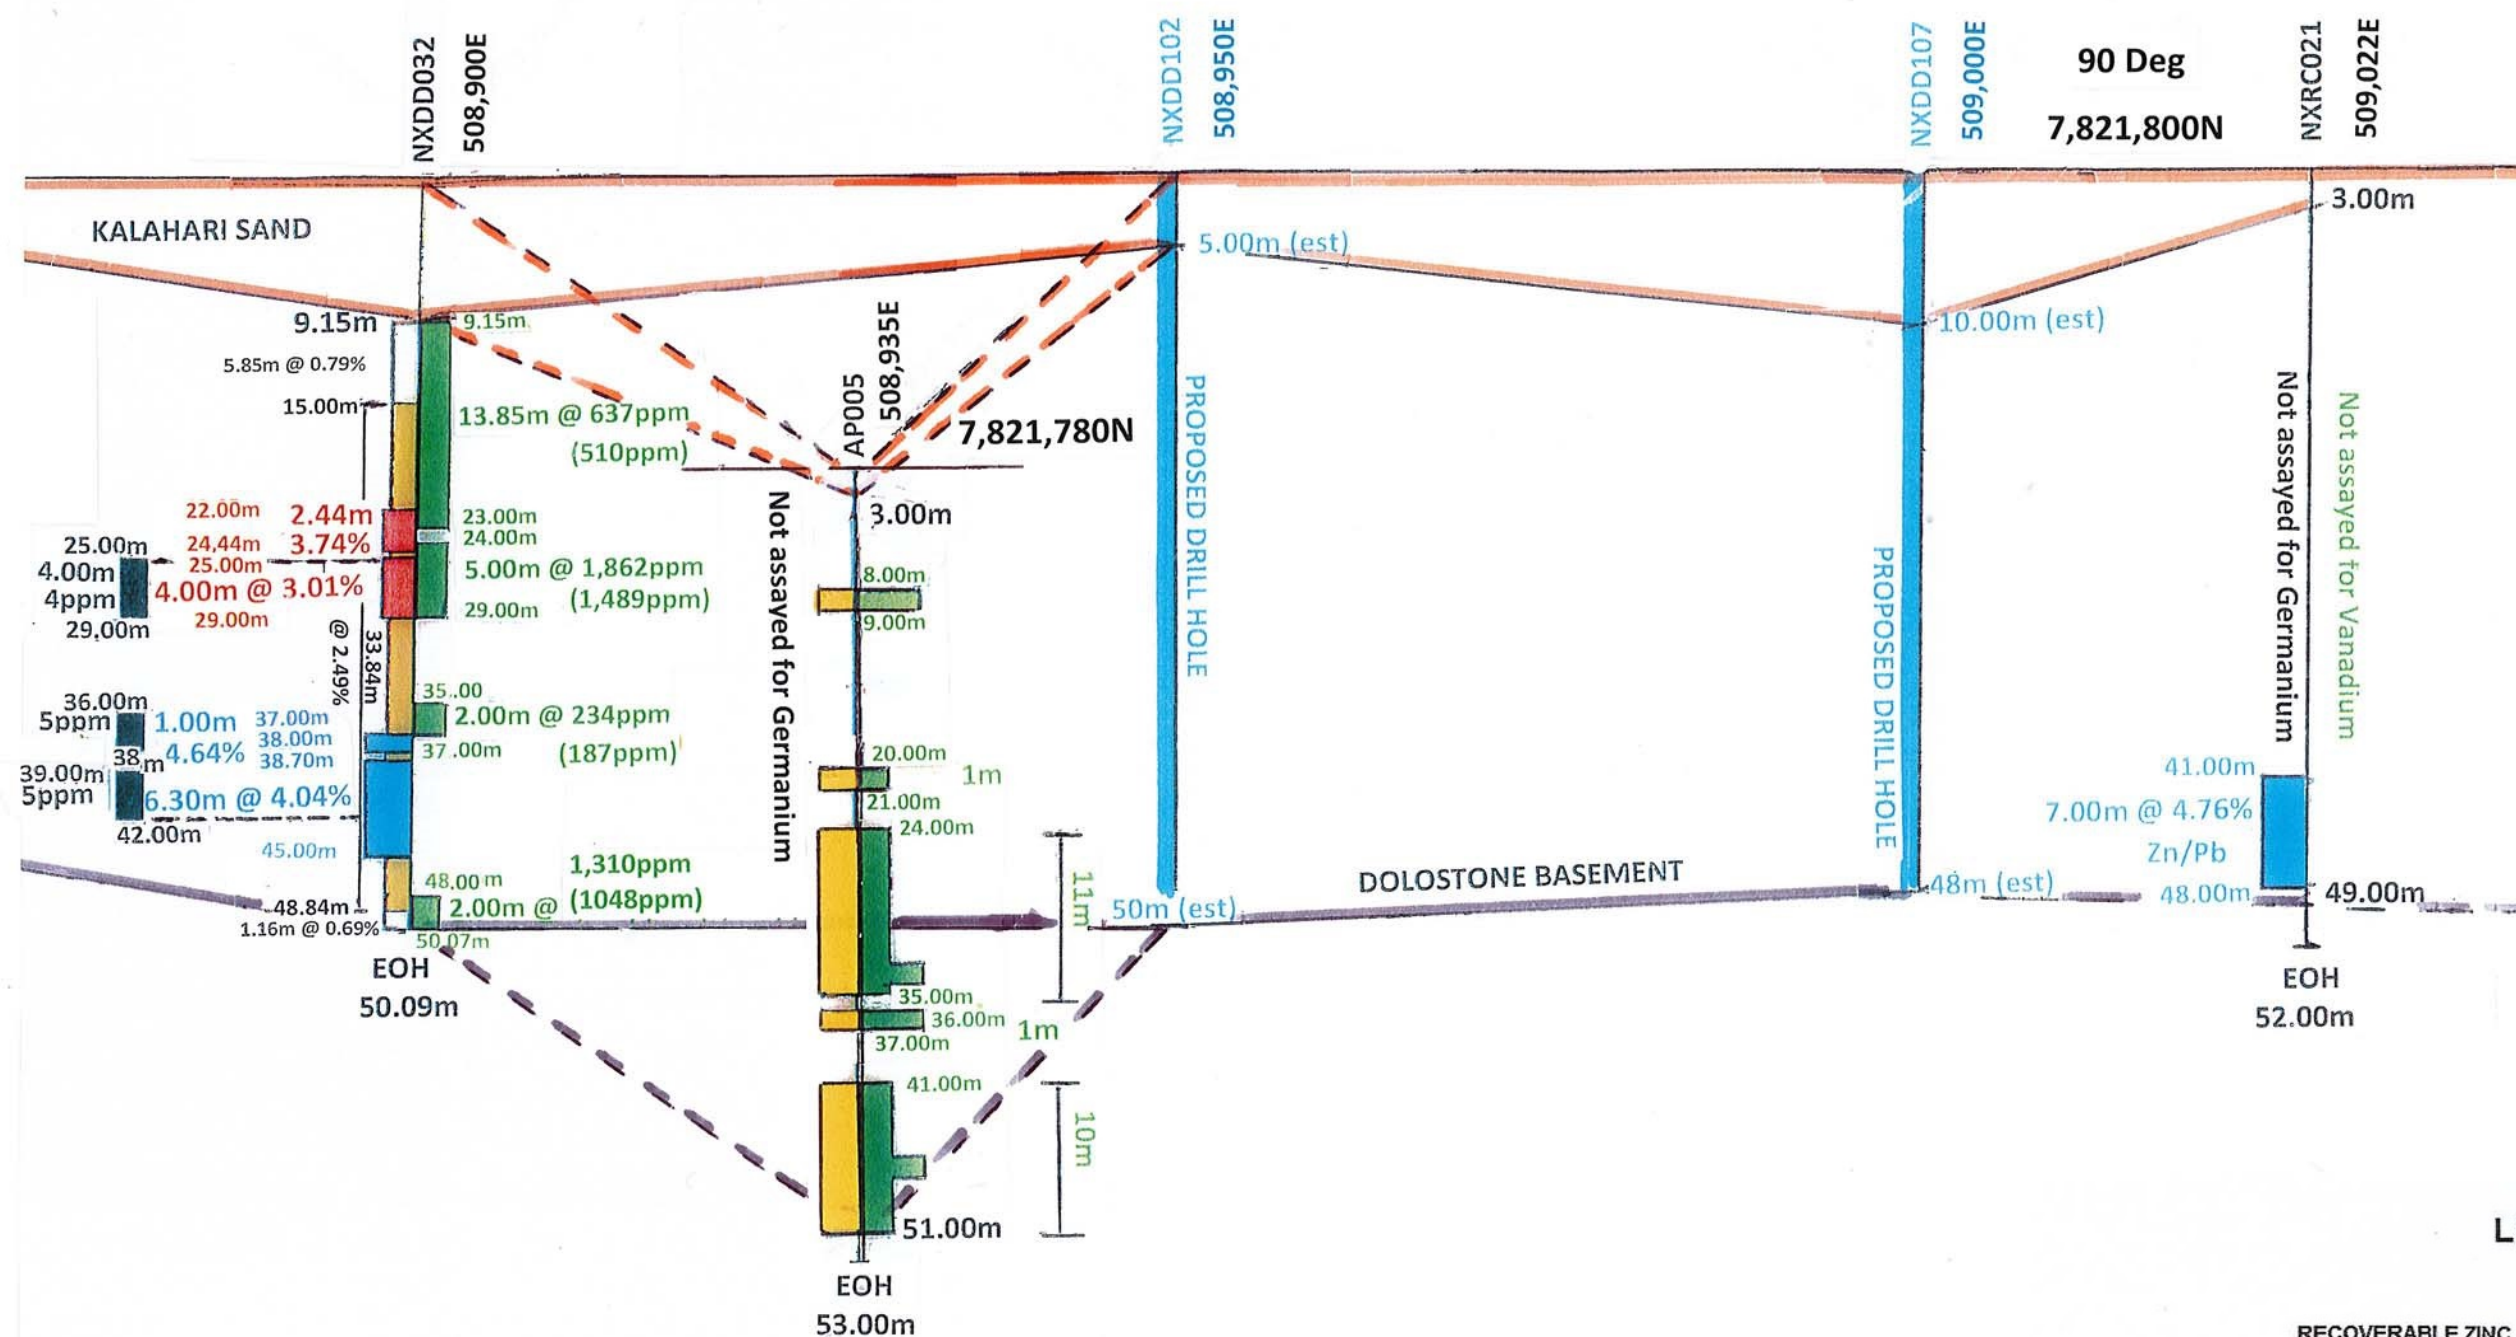 NXDD032
508,900E
NXDD102
508,950E
NXDD107
509,000E
90 Deg
7,821,800N
NXRC021
509,022E
KALAHARI SAND
3.00m
5.00m (est)
10.00m (est)
9.15m
9.15m
5.85m @ 0.79%
15.00m
13.85m @ 637ppm
(510ppm)
AP005
508,935E
7,821,780N
3.00m
Not assayed for Germanium
PROPOSED DRILL HOLE
PROPOSED DRILL HOLE
Not assayed for Germanium
Not assayed for Vanadium
22.00m
2.44m
24,44m
3.74%
25.00m
4.00m @ 3.01%
29.00m
25.00m
4.00m
4ppm
29.00m
23.00m
24.00m
5.00m @ 1,862ppm
(1,489ppm)
29.00m
33.84m
@ 2.49%
8.00m
9.00m
36.00m
5ppm
38m
39.00m
5ppm
42.00m
1.00m
37.00m
4.64%
38.00m
38.70m
6.30m @ 4.04%
45.00m
35..00
2.00m @ 234ppm
37.00m
(187ppm)
20.00m
1m
21.00m
24.00m
11m
35.00m
36.00m
1m
37.00m
41.00m
10m
51.00m
EOH
53.00m
48.00m
1,310ppm
2.00m @
(1048ppm)
48.84m
1.16m @ 0.69%
50.07m
EOH
50.09m
50m (est)
DOLOSTONE BASEMENT
48m (est)
41.00m
7.00m @ 4.76%
Zn/Pb
48.00m
49.00m
EOH
52.00m
L
RECOVERABLE ZINC